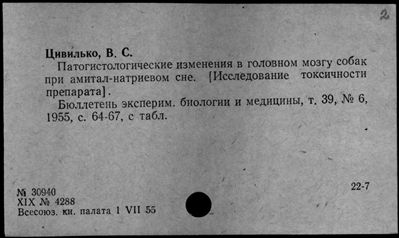 2
Цивилько, В. С.
Патогистологические изменения в головном мозгу собак
при амитал-натриевом сне. [Исследование токсичности
препарата].
Бюллетень эксперим. биологии и медицины, т. 39, № 6,
1955, с. 64-67, с табл.
№ 30940
22-7
XIX № 4288
Всесоюз. кн. палата 1 VII 55